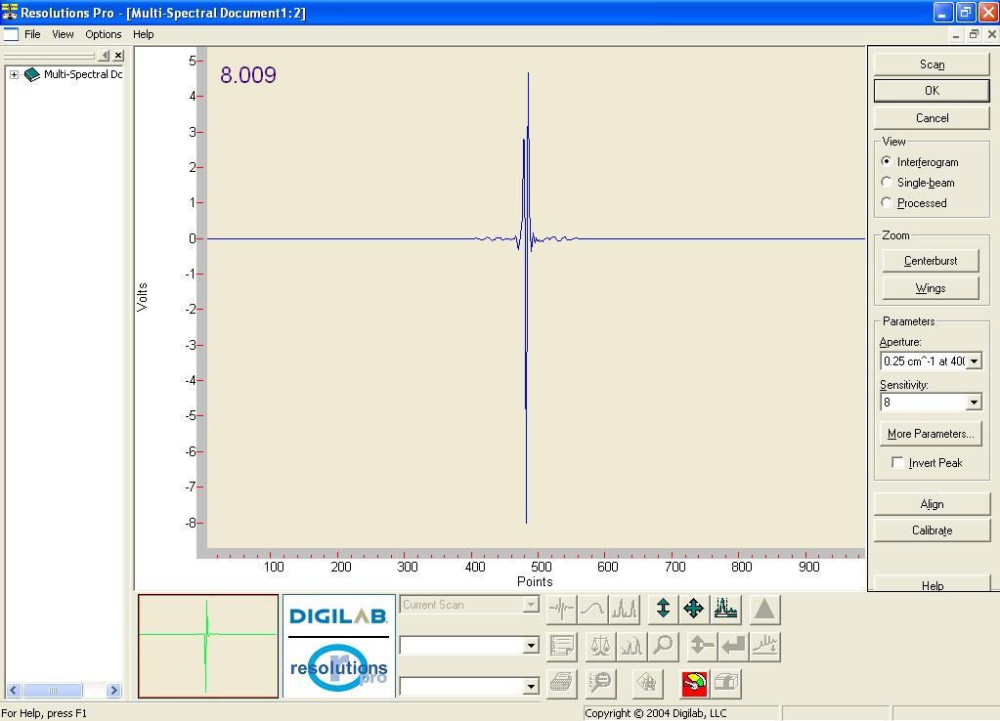 Resolutions Pro - [Multi-Spectral Document1:2]
File View Options Help
Multi-Spectral Dc
8.009
5
4
3
2
1
0
-1
-2
-3
-4
-5
-6
-7
-8
Volts
100 200 300 400 500 600 700 800 900
Points
Scan
OK
Cancel
View
Interferogram
Single-beam
Processed
Zoom
Centerburst
Wings
Parameters
Aperture:
0.25 cm^-1 at 400
Sensitivity:
8
More Parameters...
Invert Peak
Align
Calibrate
Help
DIGILAB
resolutions
pro
Current Scan
For Help, press F1
Copyright © 2004 Digilab, LLC